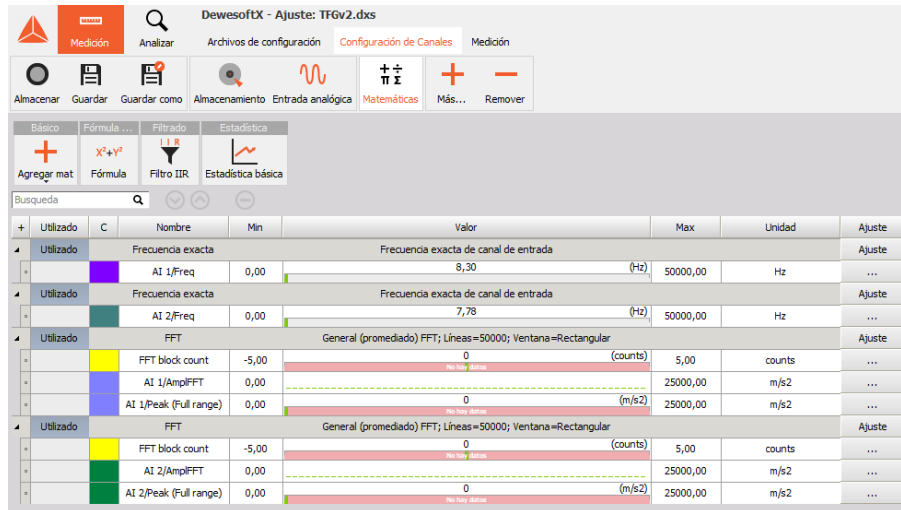 DewesoftX - Ajuste: TFGv2.dxs
Medición Analizar Archivos de configuración Configuración de Canales Medición
Almacenar Guardar Guardar como Almacenamiento Entrada analógica Matemáticas Más... Remover
Básico Fórmula ... Filtrado Estadística
X²+Y² I I R
Agregar mat Fórmula Filtro IIR Estadística básica
Busqueda
+ Utilizado C Nombre Min Valor Max Unidad Ajuste
Utilizado Frecuencia exacta Frecuencia exacta de canal de entrada Ajuste
AI 1/Freq 0,00 8,30 (Hz) 50000,00 Hz ...
Utilizado Frecuencia exacta Frecuencia exacta de canal de entrada Ajuste
AI 2/Freq 0,00 7,78 (Hz) 50000,00 Hz ...
Utilizado FFT General (promediado) FFT; Líneas=50000; Ventana=Rectangular Ajuste
FFT block count -5,00 0 (counts) No hay datos 5,00 counts ...
AI 1/AmplFFT 0,00 25000,00 m/s2 ...
AI 1/Peak (Full range) 0,00 0 (m/s2) No hay datos 25000,00 m/s2 ...
Utilizado FFT General (promediado) FFT; Líneas=50000; Ventana=Rectangular Ajuste
FFT block count -5,00 0 (counts) No hay datos 5,00 counts ...
AI 2/AmplFFT 0,00 25000,00 m/s2 ...
AI 2/Peak (Full range) 0,00 0 (m/s2) No hay datos 25000,00 m/s2 ...